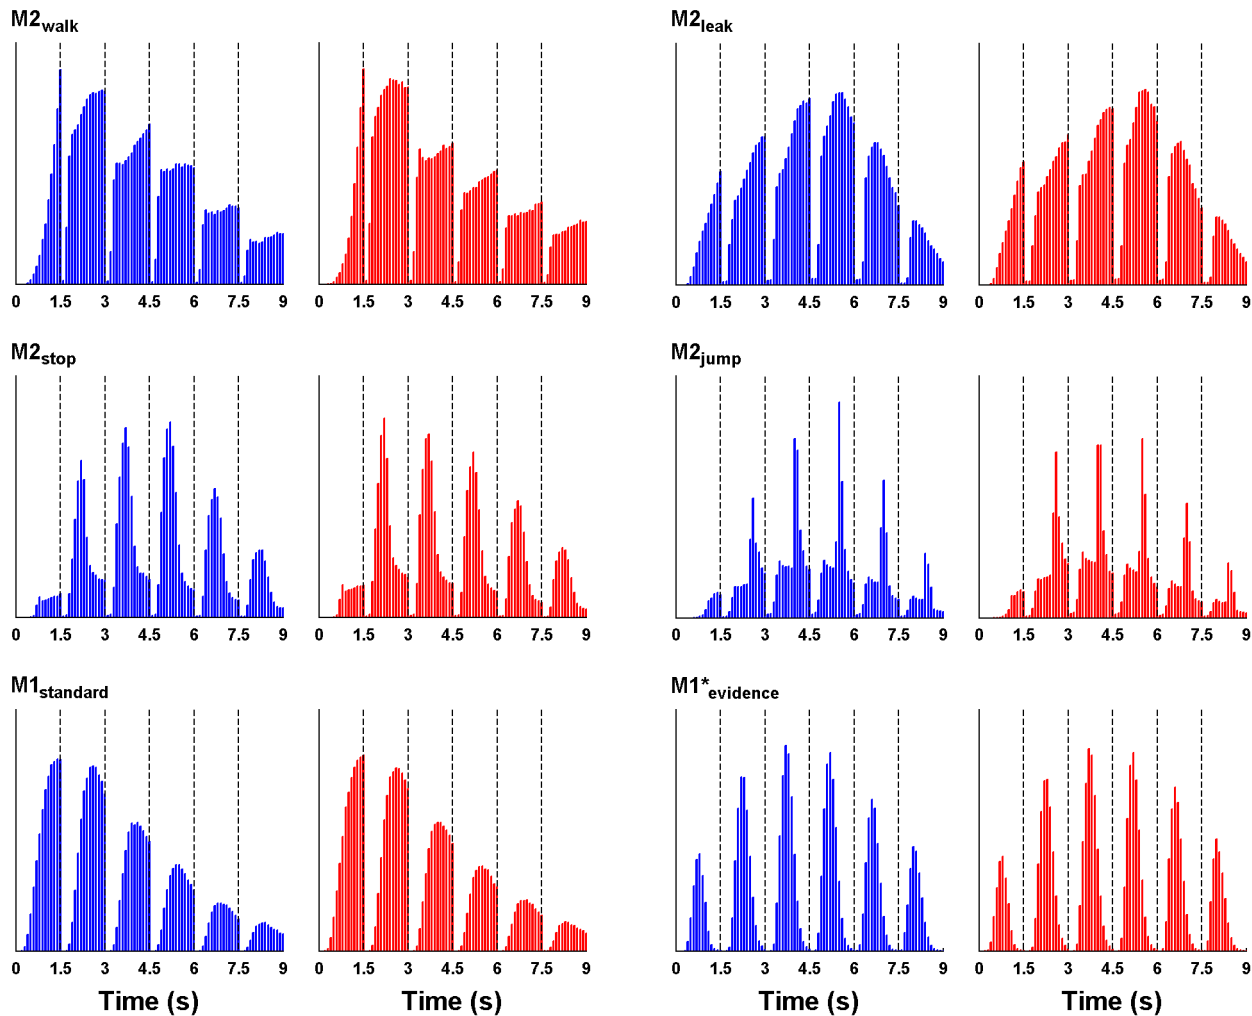 M2walk M2leak
0 1.5 3 4.5 6 7.5 9 0 1.5 3 4.5 6 7.5 9 0 1.5 3 4.5 6 7.5 9 0 1.5 3 4.5 6 7.5 9
M2stop M2jump
0 1.5 3 4.5 6 7.5 9 0 1.5 3 4.5 6 7.5 9 0 1.5 3 4.5 6 7.5 9 0 1.5 3 4.5 6 7.5 9
M1standard M1*evidence
0 1.5 3 4.5 6 7.5 9 0 1.5 3 4.5 6 7.5 9 0 1.5 3 4.5 6 7.5 9 0 1.5 3 4.5 6 7.5 9
Time (s) Time (s) Time (s) Time (s)